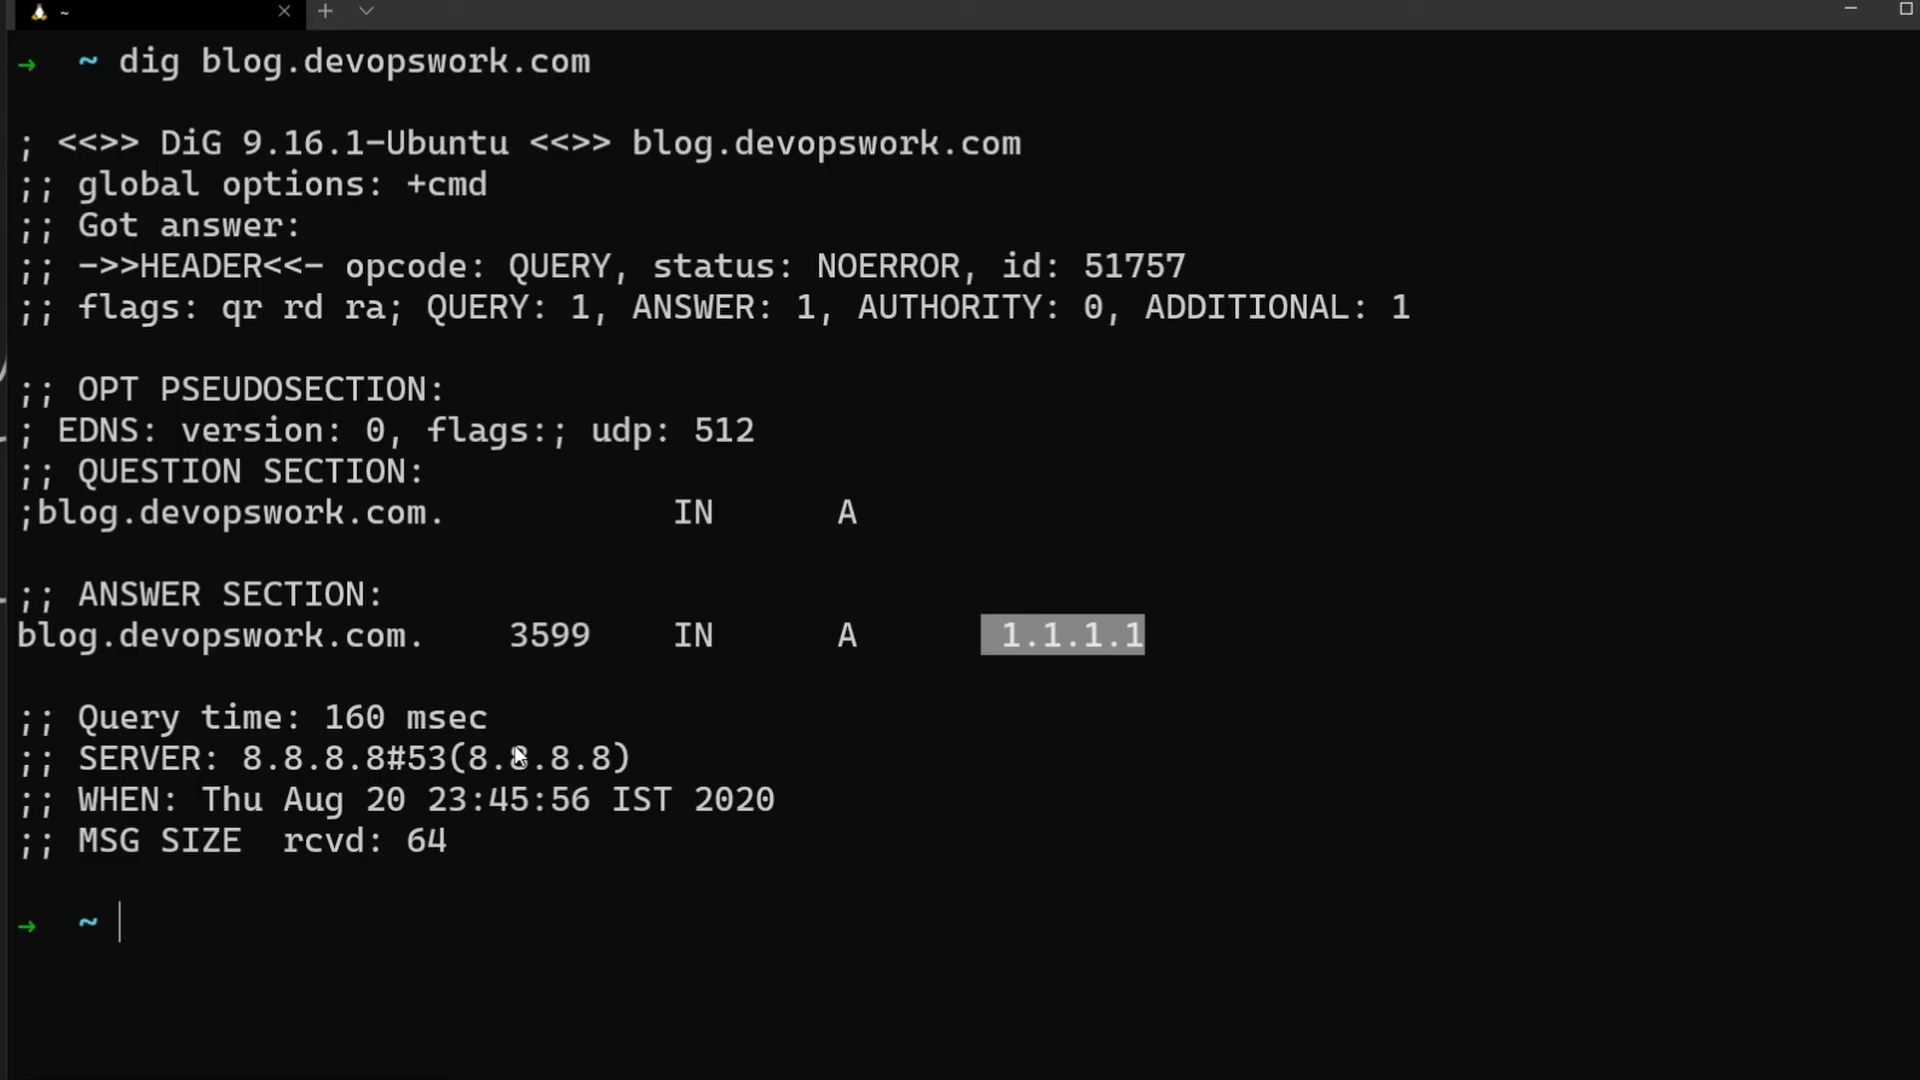 ~
→ ~ dig blog.devopswork.com
; <<>> DiG 9.16.1-Ubuntu <<>> blog.devopswork.com
;; global options: +cmd
;; Got answer:
;; ->>HEADER<<- opcode: QUERY, status: NOERROR, id: 51757
;; flags: qr rd ra; QUERY: 1, ANSWER: 1, AUTHORITY: 0, ADDITIONAL: 1
;; OPT PSEUDOSECTION:
; EDNS: version: 0, flags:; udp: 512
;; QUESTION SECTION:
;blog.devopswork.com. IN A
;; ANSWER SECTION:
blog.devopswork.com. 3599 IN A 1.1.1.1
;; Query time: 160 msec
;; SERVER: 8.8.8.8#53(8.8.8.8)
;; WHEN: Thu Aug 20 23:45:56 IST 2020
;; MSG SIZE rcvd: 64
→ ~